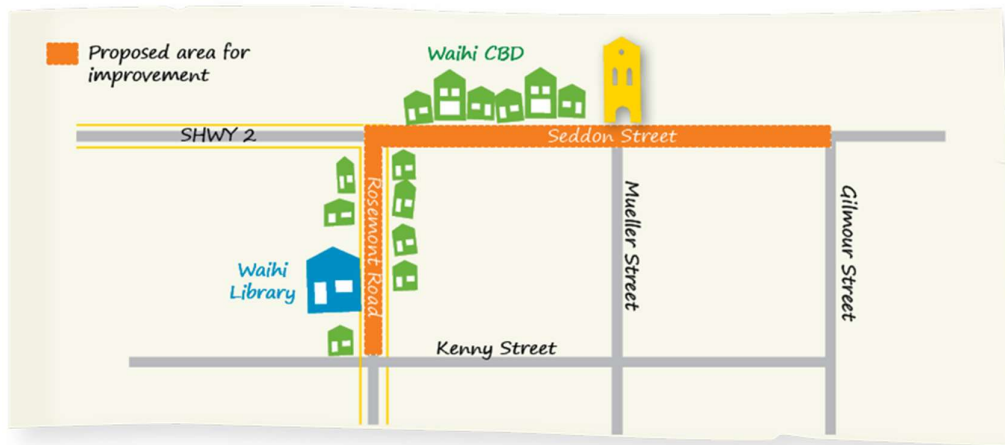 Proposed area for
improvement
Waihi CBD
SHWY 2
Seddon Street
Rosemont Road
Mueller Street
Gilmour Street
Waihi
Library
Kenny Street